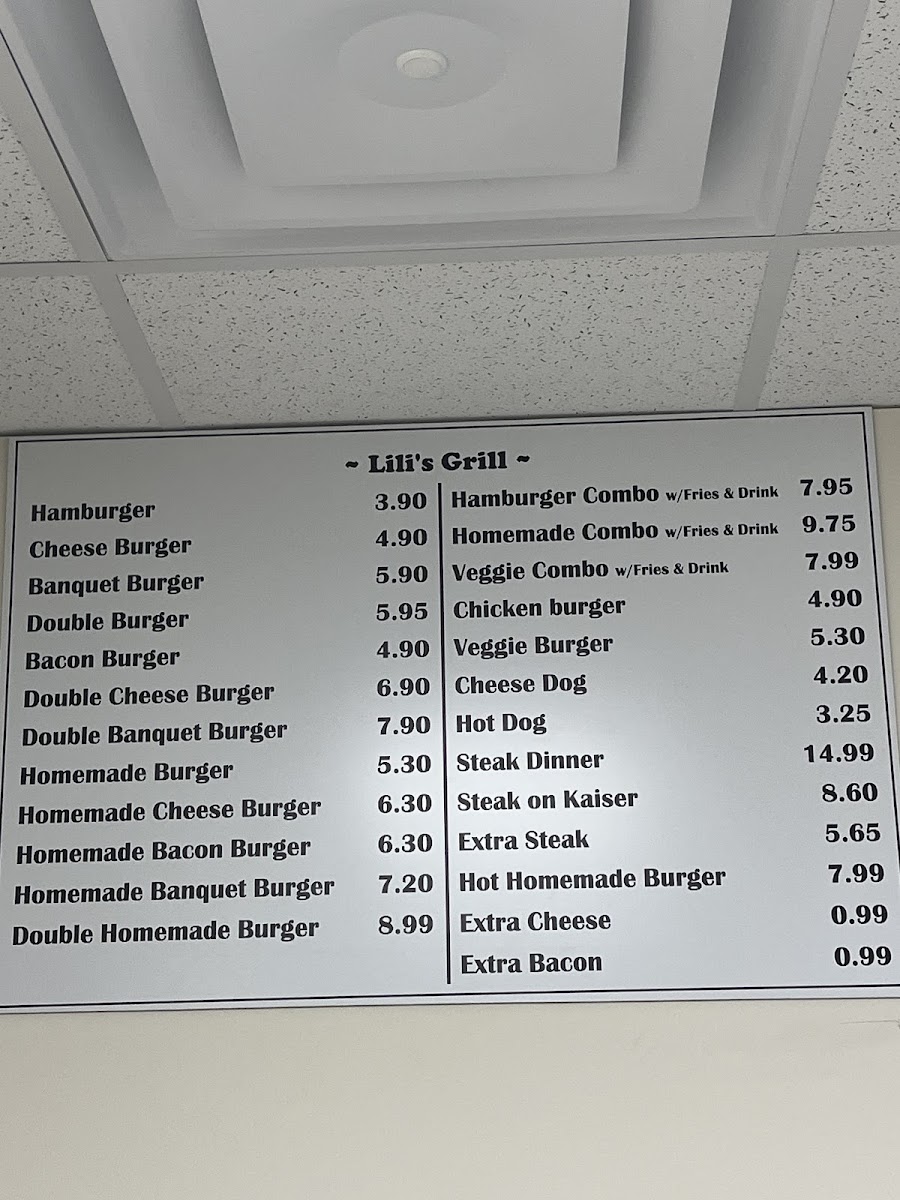 ~ Lili's Grill ~
Hamburger 3.90
Cheese Burger 4.90
Banquet Burger 5.90
Double Burger 5.95
Bacon Burger 4.90
Double Cheese Burger 6.90
Double Banquet Burger 7.90
Homemade Burger 5.30
Homemade Cheese Burger 6.30
Homemade Bacon Burger 6.30
Homemade Banquet Burger 7.20
Double Homemade Burger 8.99
Hamburger Combo w/Fries & Drink 7.95
Homemade Combo w/Fries & Drink 9.75
Veggie Combo w/Fries & Drink 7.99
Chicken burger 4.90
Veggie Burger 5.30
Cheese Dog 4.20
Hot Dog 3.25
Steak Dinner 14.99
Steak on Kaiser 8.60
Extra Steak 5.65
Hot Homemade Burger 7.99
Extra Cheese 0.99
Extra Bacon 0.99